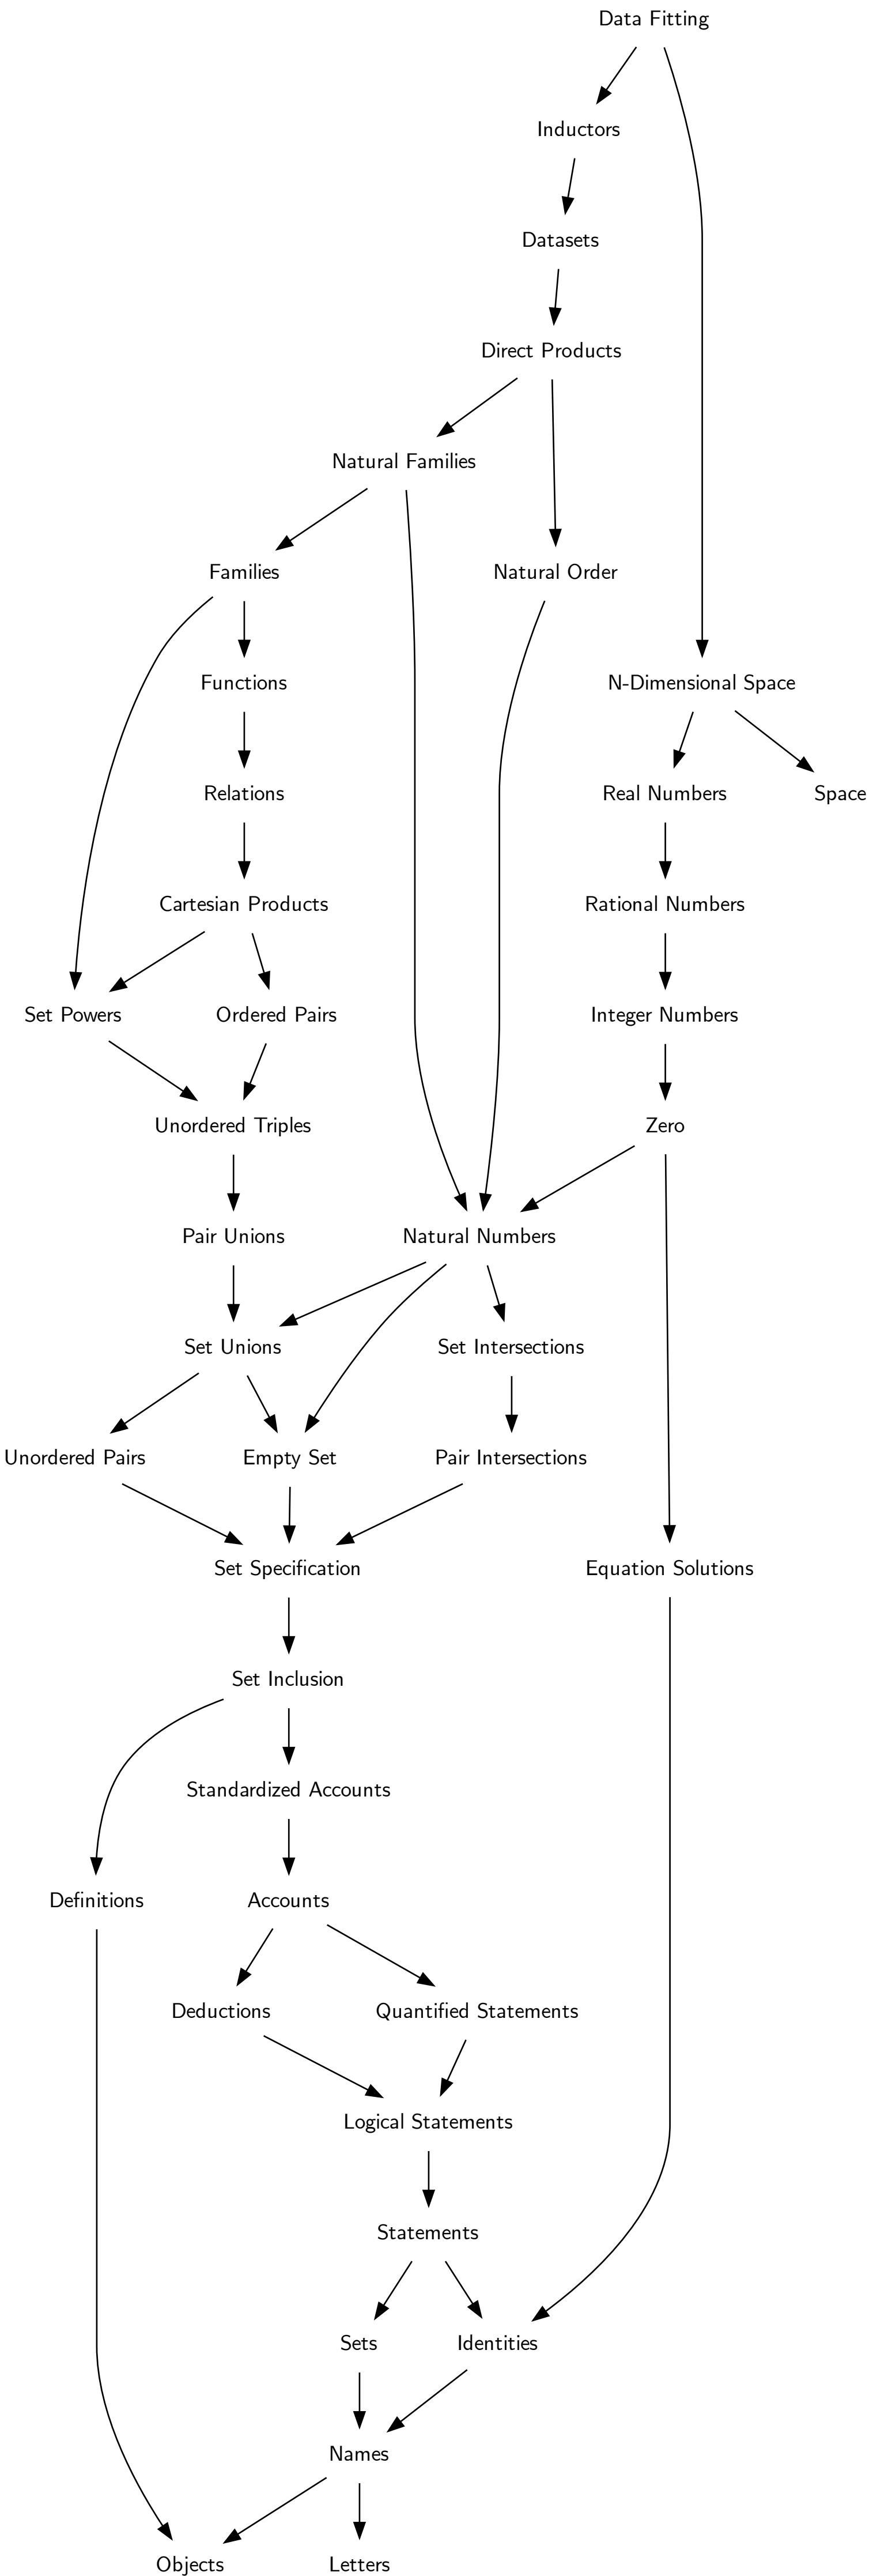 Data Fitting
Inductors
Datasets
Direct Products
Natural Families
Families
Natural Order
Functions
N-Dimensional Space
Relations
Real Numbers
Space
Cartesian Products
Rational Numbers
Set Powers
Ordered Pairs
Integer Numbers
Unordered Triples
Zero
Pair Unions
Natural Numbers
Set Unions
Set Intersections
Unordered Pairs
Empty Set
Pair Intersections
Set Specification
Equation Solutions
Set Inclusion
Standardized Accounts
Definitions
Accounts
Deductions
Quantified Statements
Logical Statements
Statements
Sets
Identities
Names
Objects
Letters